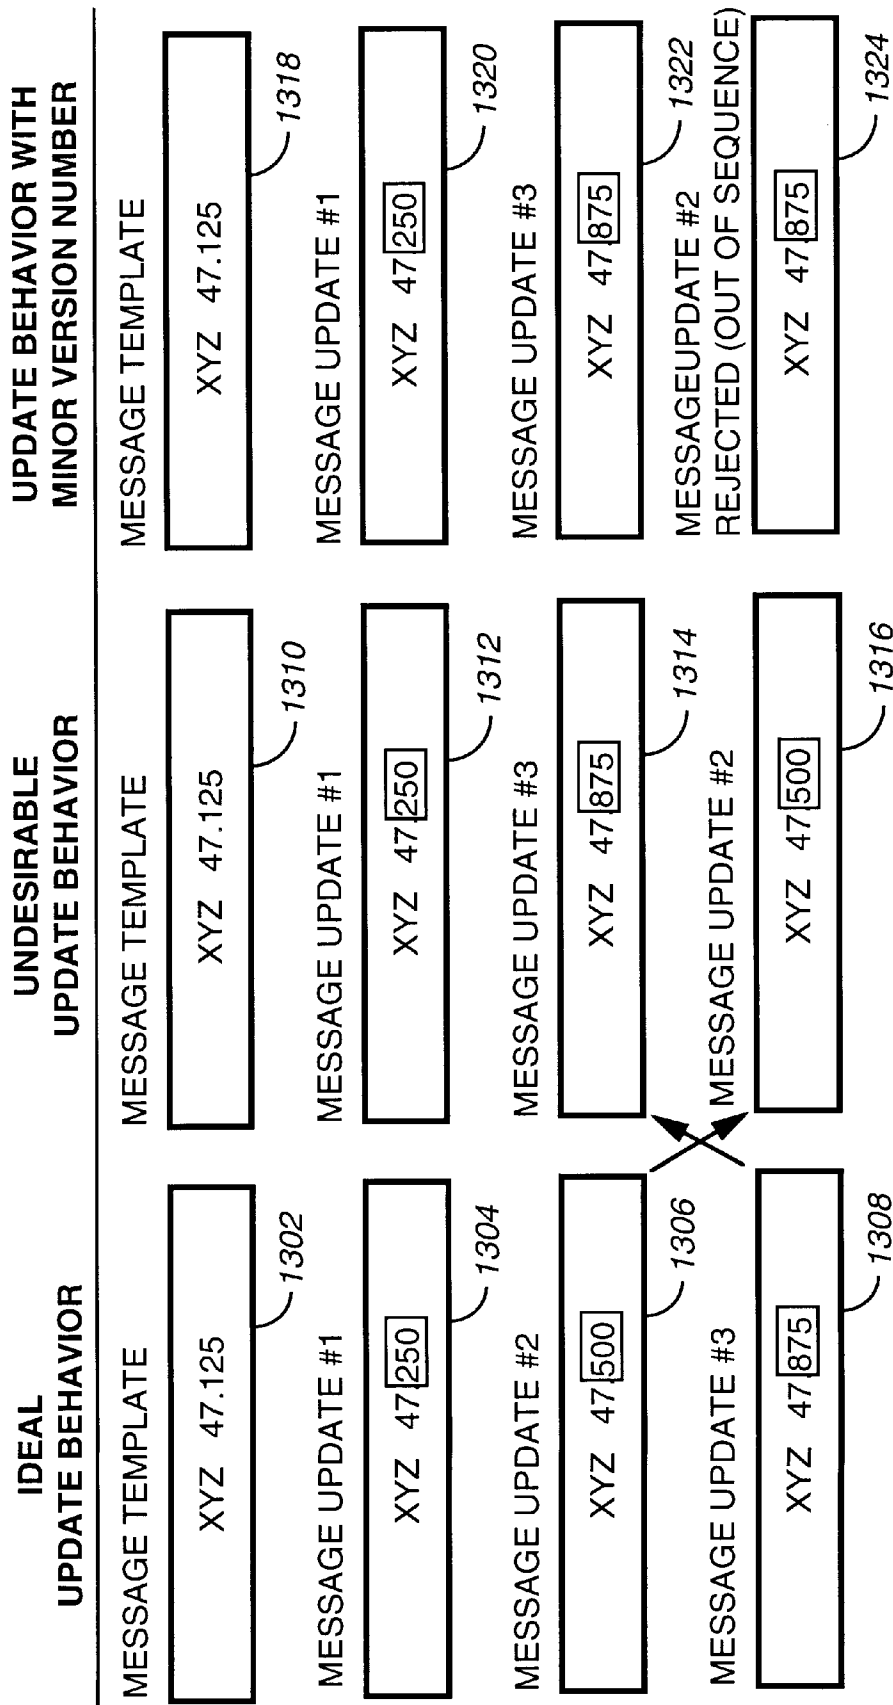 IDEAL
UPDATE BEHAVIOR
MESSAGE TEMPLATE
XYZ 47.125
1302
MESSAGE UPDATE #1
XYZ 47.250
1304
MESSAGE UPDATE #2
XYZ 47.500
1306
MESSAGE UPDATE #3
XYZ 47.875
1308
UNDESIRABLE
UPDATE BEHAVIOR
MESSAGE TEMPLATE
XYZ 47.125
1310
MESSAGE UPDATE #1
XYZ 47.250
1312
MESSAGE UPDATE #3
XYZ 47.875
1314
MESSAGE UPDATE #2
XYZ 47.500
1316
UPDATE BEHAVIOR WITH
MINOR VERSION NUMBER
MESSAGE TEMPLATE
XYZ 47.125
1318
MESSAGE UPDATE #1
XYZ 47.250
1320
MESSAGE UPDATE #3
XYZ 47.875
1322
MESSAGEUPDATE #2
REJECTED (OUT OF SEQUENCE)
XYZ 47.875
1324